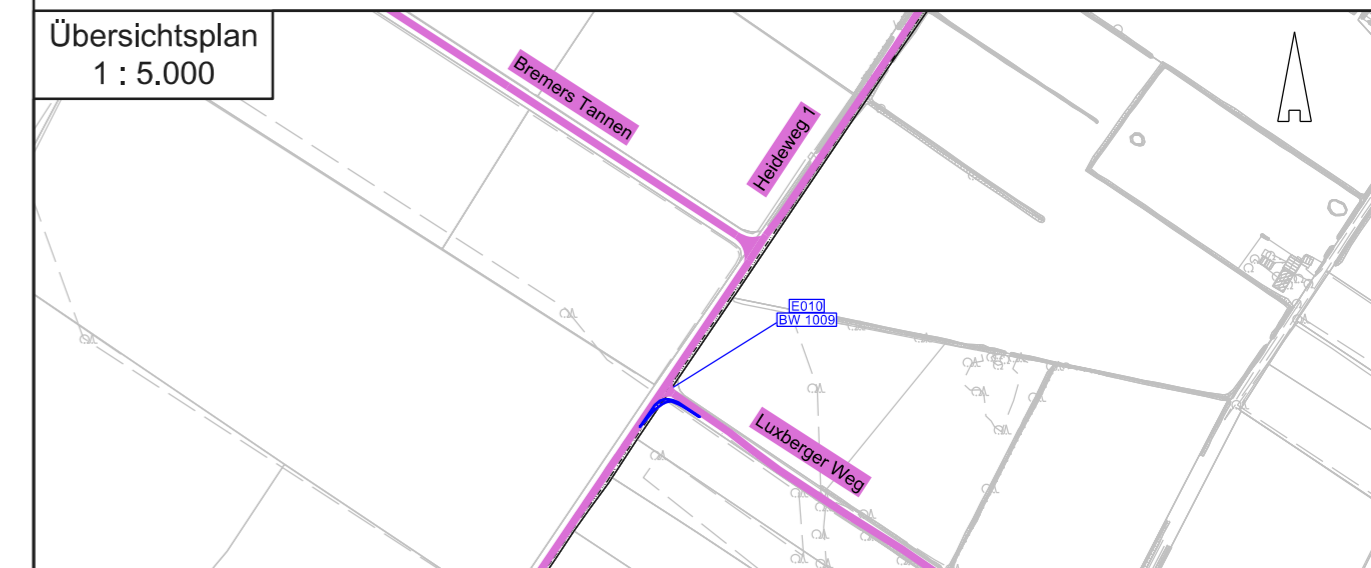 Übersichtsplan
1 : 5.000
Bremers Tannen
Heideweg 1
E010
BW 1009
Luxberger Weg